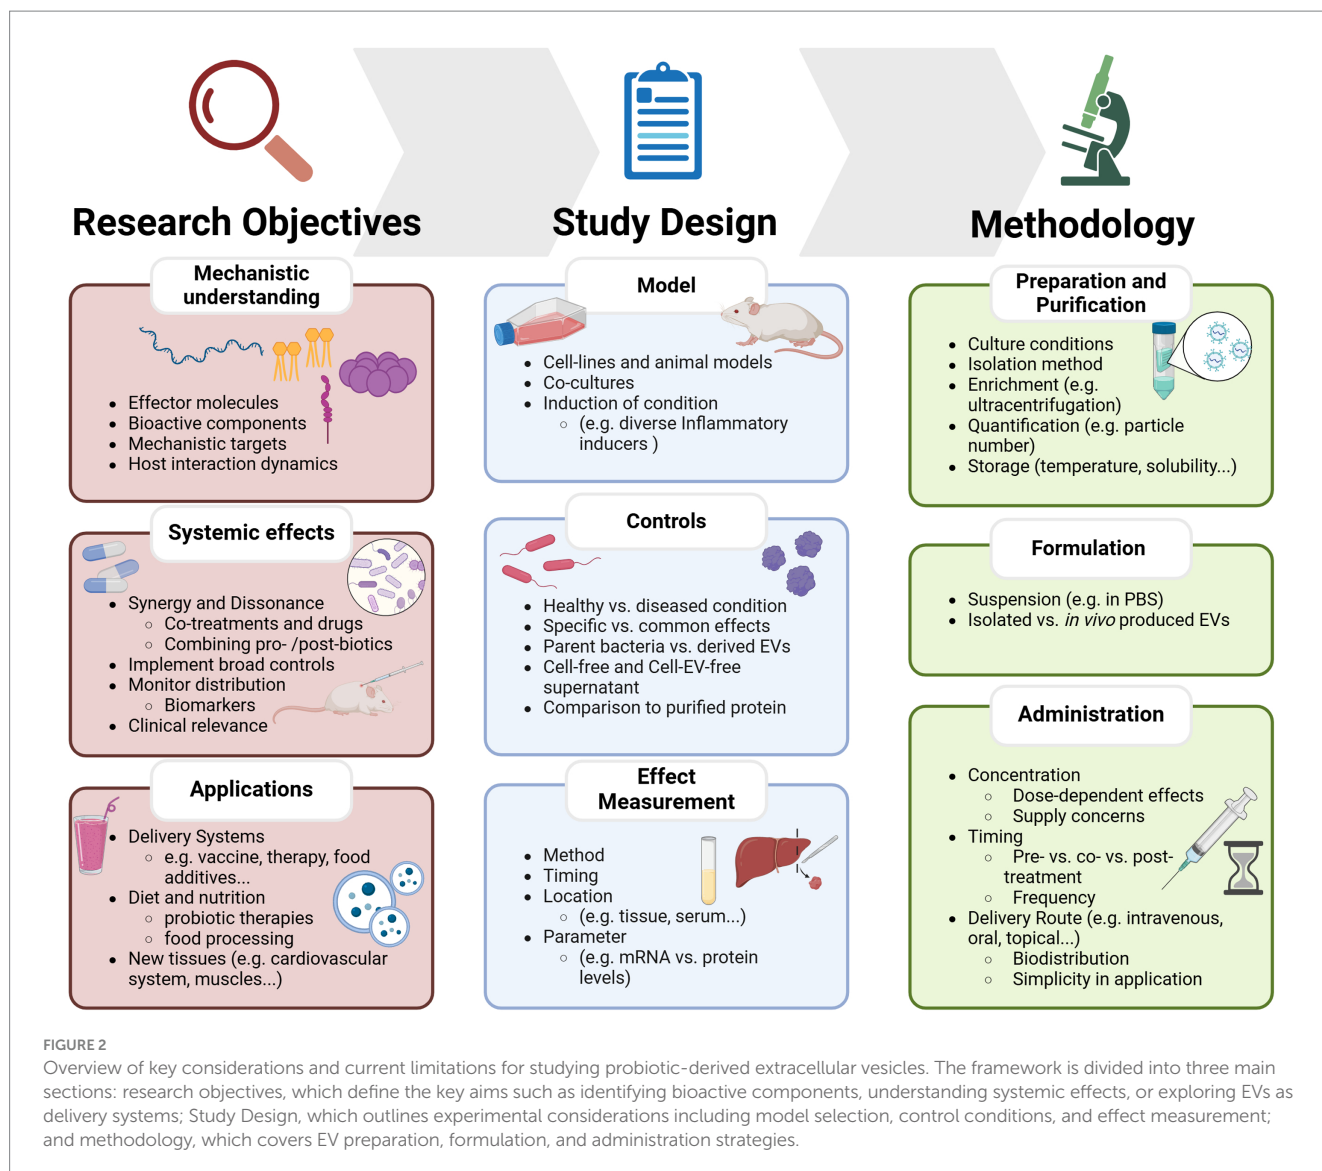 Research Objectives
Mechanistic
understanding
• Effector molecules
• Bioactive components
• Mechanistic targets
• Host interaction dynamics
Systemic effects
• Synergy and Dissonance
○ Co-treatments and drugs
○ Combining pro- /post-biotics
• Implement broad controls
• Monitor distribution
○ Biomarkers
• Clinical relevance
Applications
• Delivery Systems
○ e.g. vaccine, therapy, food
additives...
• Diet and nutrition
○ probiotic therapies
○ food processing
• New tissues (e.g. cardiovascular
system, muscles...)
Study Design
Model
• Cell-lines and animal models
• Co-cultures
• Induction of condition
○ (e.g. diverse Inflammatory
inducers )
Controls
• Healthy vs. diseased condition
• Specific vs. common effects
• Parent bacteria vs. derived EVs
• Cell-free and Cell-EV-free
supernatant
• Comparison to purified protein
Effect
Measurement
• Method
• Timing
• Location
○ (e.g. tissue, serum...)
• Parameter
○ (e.g. mRNA vs. protein
levels)
Methodology
Preparation and
Purification
• Culture conditions
• Isolation method
• Enrichment (e.g.
ultracentrifugation)
• Quantification (e.g. particle
number)
• Storage (temperature, solubility...)
Formulation
• Suspension (e.g. in PBS)
• Isolated vs. in vivo produced EVs
Administration
• Concentration
○ Dose-dependent effects
○ Supply concerns
• Timing
○ Pre- vs. co- vs. post-
treatment
○ Frequency
• Delivery Route (e.g. intravenous,
oral, topical...)
○ Biodistribution
○ Simplicity in application
FIGURE 2
Overview of key considerations and current limitations for studying probiotic-derived extracellular vesicles. The framework is divided into three main
sections: research objectives, which define the key aims such as identifying bioactive components, understanding systemic effects, or exploring EVs as
delivery systems; Study Design, which outlines experimental considerations including model selection, control conditions, and effect measurement;
and methodology, which covers EV preparation, formulation, and administration strategies.